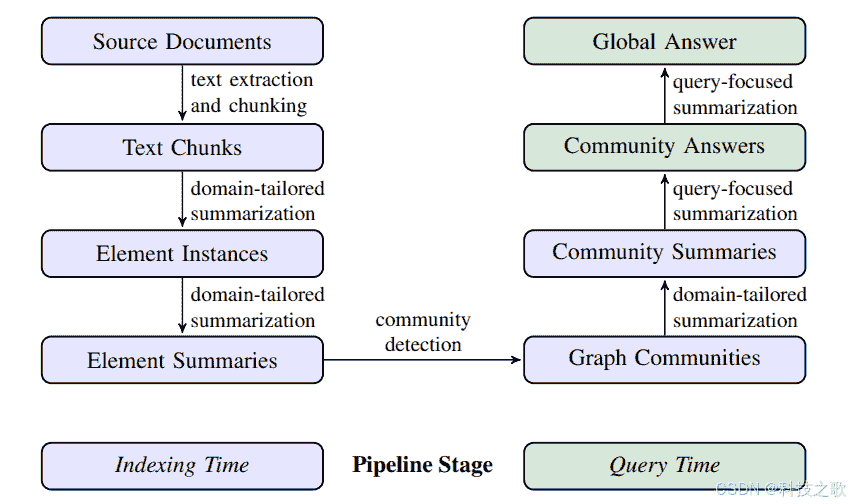 Source Documents
text extraction
and chunking
Text Chunks
domain-tailored
summarization
Element Instances
domain-tailored
summarization
Element Summaries
community
detection
Global Answer
query-focused
summarization
Community Answers
query-focused
summarization
Community Summaries
domain-tailored
summarization
Graph Communities
Indexing Time
Pipeline Stage
Query Time
CSDN @科技之歌